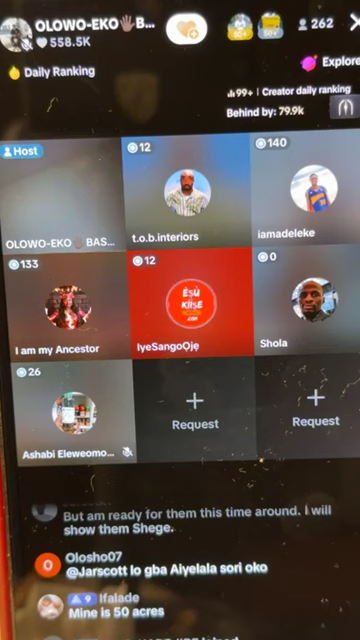 OLOWO-EKO🖐🏿B...
558.5K
262
Daily Ranking
Explore
99+ | Creator daily ranking
Behind by: 79.9k
Host
OLOWO-EKO BAS...
12
t.o.b.interiors
140
iamadeleke
133
I am my Ancestor
12
ÈṢÙ
KIISE
.COM
IyeSangoOje
0
Shola
26
Ashabi Eleweomo...
+
Request
+
Request
But am ready for them this time around. I will
show them Shege.
O
Olosho07
@Jarscott lo gba Aiyelala sori oko
9 Ifalade
Mine is 50 acres